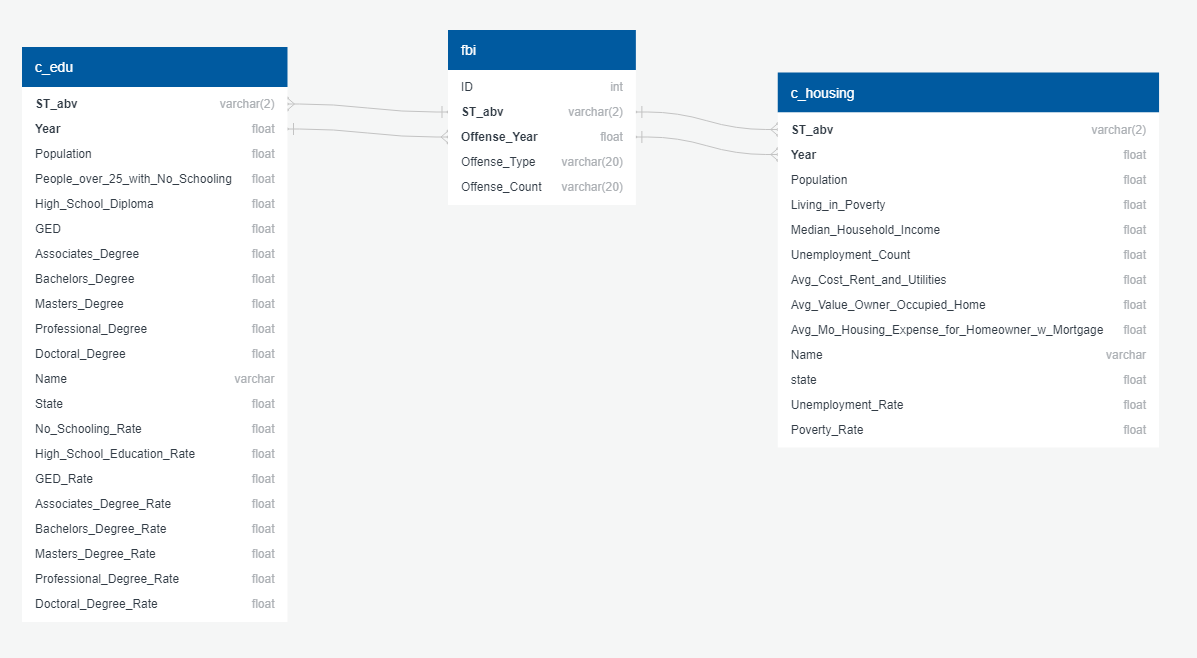 c_edu
ST_abv varchar(2)
Year float
Population float
People_over_25_with_No_Schooling float
High_School_Diploma float
GED float
Associates_Degree float
Bachelors_Degree float
Masters_Degree float
Professional_Degree float
Doctoral_Degree float
Name varchar
State float
No_Schooling_Rate float
High_School_Education_Rate float
GED_Rate float
Associates_Degree_Rate float
Bachelors_Degree_Rate float
Masters_Degree_Rate float
Professional_Degree_Rate float
Doctoral_Degree_Rate float
fbi
ID int
ST_abv varchar(2)
Offense_Year float
Offense_Type varchar(20)
Offense_Count varchar(20)
c_housing
ST_abv varchar(2)
Year float
Population float
Living_in_Poverty float
Median_Household_Income float
Unemployment_Count float
Avg_Cost_Rent_and_Utilities float
Avg_Value_Owner_Occupied_Home float
Avg_Mo_Housing_Expense_for_Homeowner_w_Mortgage float
Name varchar
state float
Unemployment_Rate float
Poverty_Rate float